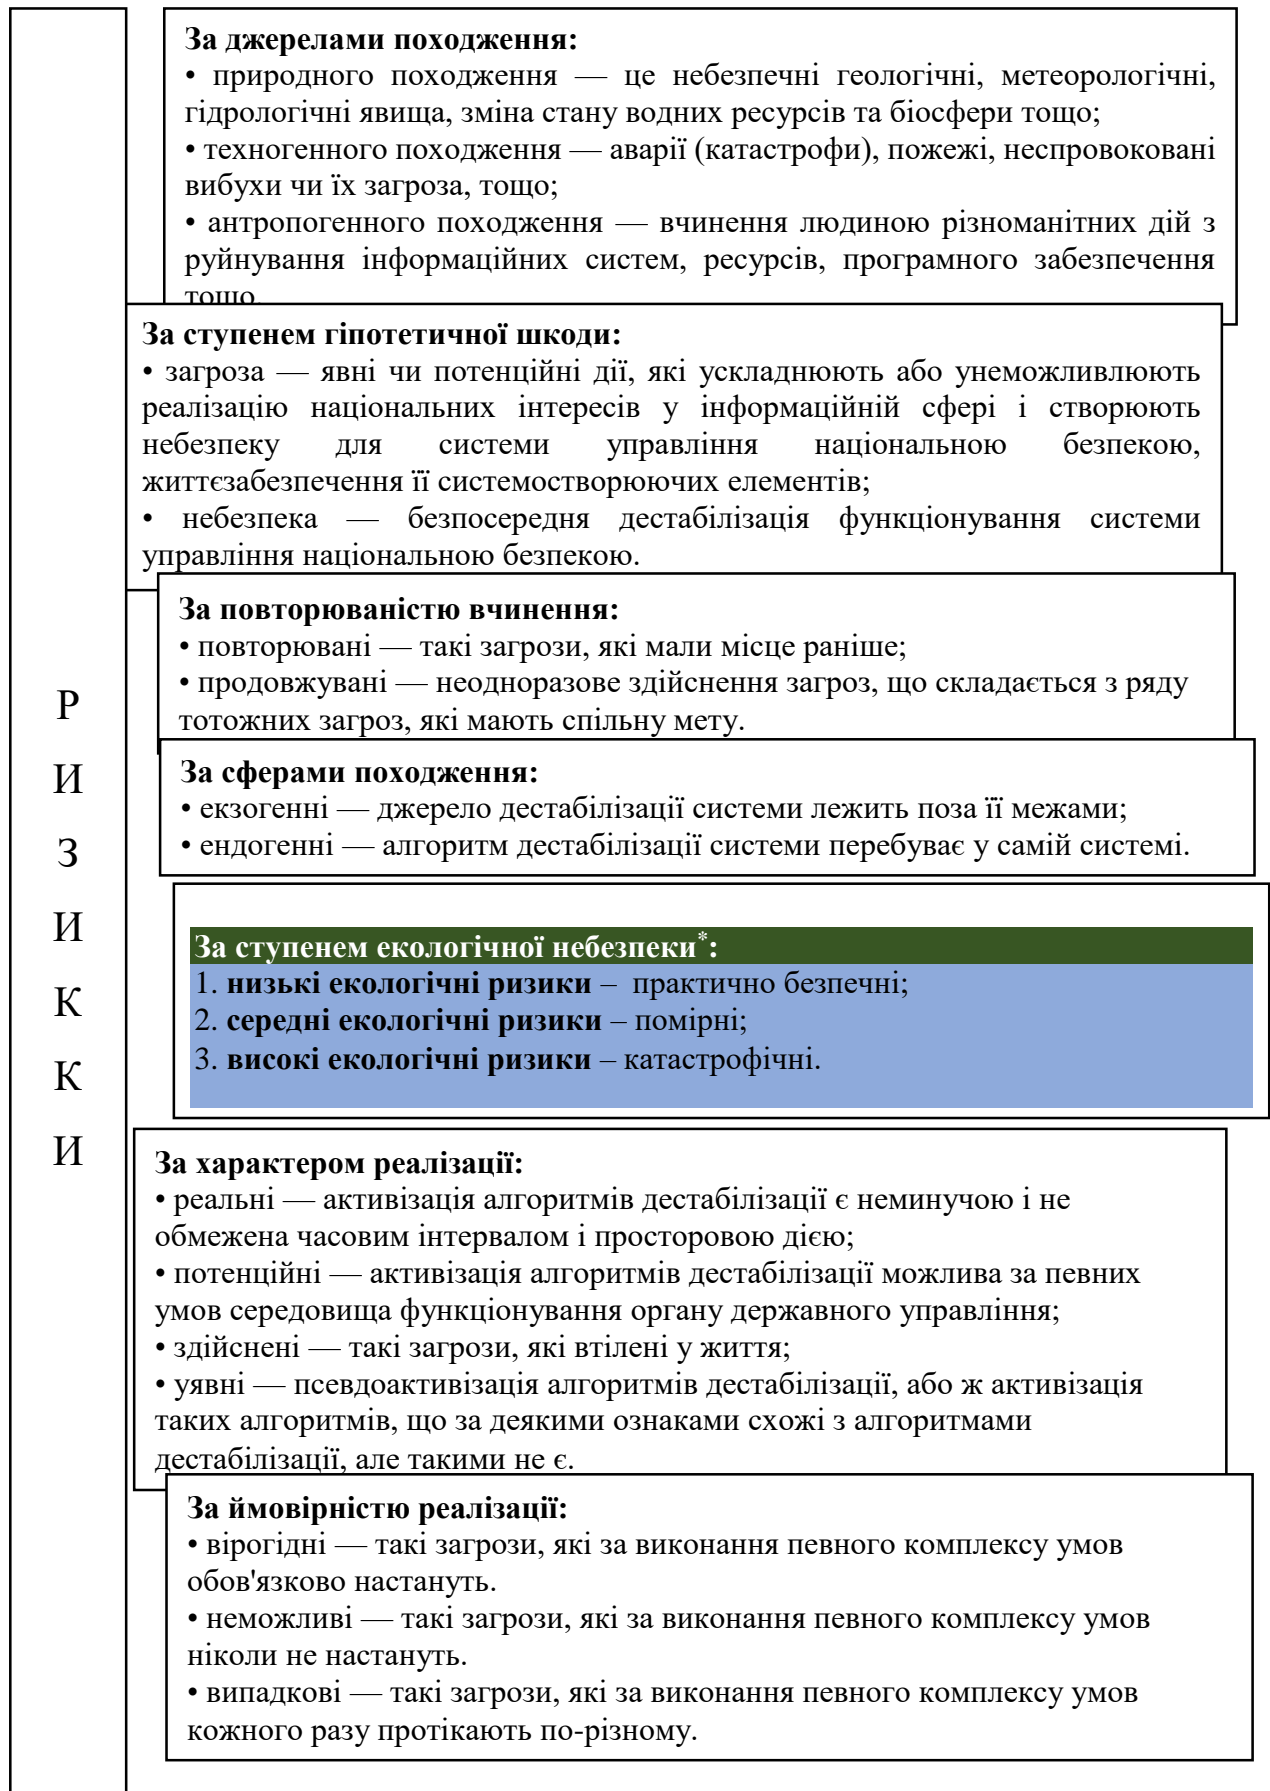 За джерелами походження:
• природного походження — це небезпечні геологічні, метеорологічні,
гідрологічні явища, зміна стану водних ресурсів та біосфери тощо;
• техногенного походження — аварії (катастрофи), пожежі, неспровоковані
вибухи чи їх загроза, тощо;
• антропогенного походження — вчинення людиною різноманітних дій з
руйнування інформаційних систем, ресурсів, програмного забезпечення
тощо.
За ступенем гіпотетичної шкоди:
• загроза — явні чи потенційні дії, які ускладнюють або унеможливлюють
реалізацію національних інтересів у інформаційній сфері і створюють
небезпеку для системи управління національною безпекою,
життєзабезпечення її системостворюючих елементів;
• небезпека — безпосередня дестабілізація функціонування системи
управління національною безпекою.
За повторюваністю вчинення:
• повторювані — такі загрози, які мали місце раніше;
• продовжувані — неодноразове здійснення загроз, що складається з ряду
тотожних загроз, які мають спільну мету.
За сферами походження:
• екзогенні — джерело дестабілізації системи лежить поза її межами;
• ендогенні — алгоритм дестабілізації системи перебуває у самій системі.
За ступенем екологічної небезпеки*:
1. низькі екологічні ризики – практично безпечні;
2. середні екологічні ризики – помірні;
3. високі екологічні ризики – катастрофічні.
За характером реалізації:
• реальні — активізація алгоритмів дестабілізації є неминучою і не
обмежена часовим інтервалом і просторовою дією;
• потенційні — активізація алгоритмів дестабілізації можлива за певних
умов середовища функціонування органу державного управління;
• здійснені — такі загрози, які втілені у життя;
• уявні — псевдоактивізація алгоритмів дестабілізації, або ж активізація
таких алгоритмів, що за деякими ознаками схожі з алгоритмами
дестабілізації, але такими не є.
За ймовірністю реалізації:
• вірогідні — такі загрози, які за виконання певного комплексу умов
обов'язково настануть.
• неможливі — такі загрози, які за виконання певного комплексу умов
ніколи не настануть.
• випадкові — такі загрози, які за виконання певного комплексу умов
кожного разу протікають по-різному.
Р
И
З
И
К
К
И